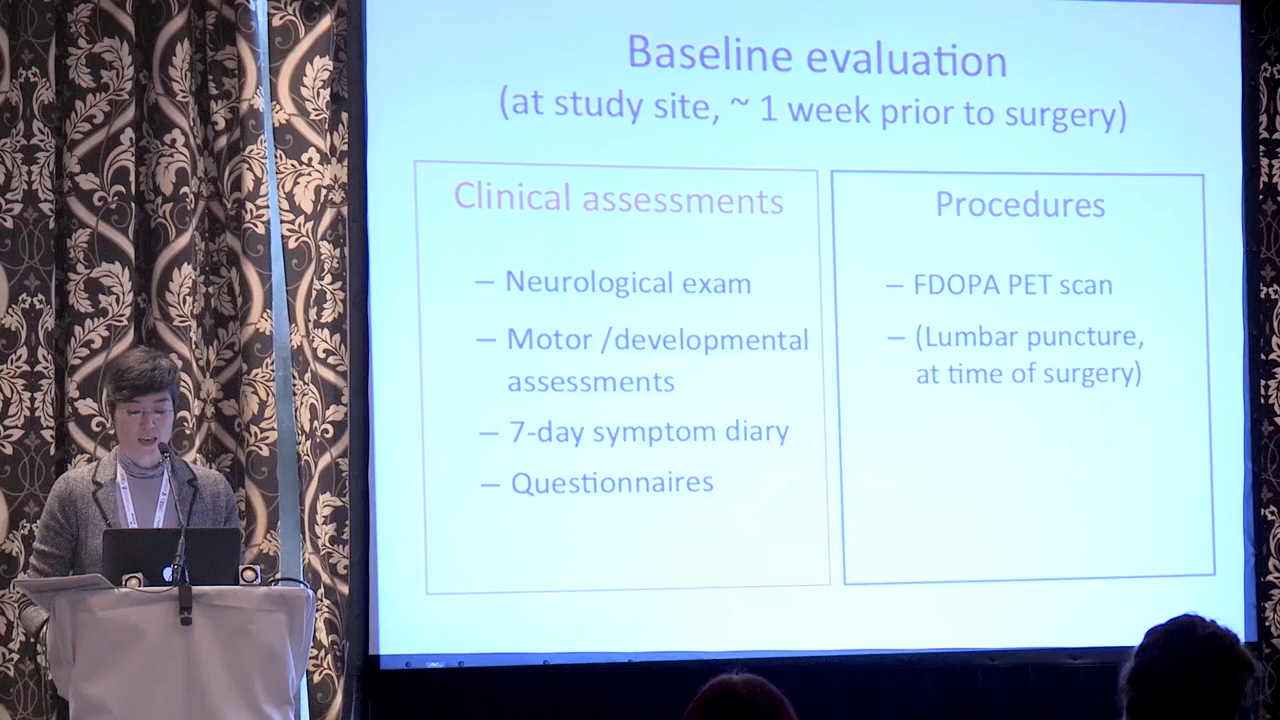 Baseline evaluation
(at study site, ~ 1 week prior to surgery)
Clinical assessments
– Neurological exam
– Motor /developmental
assessments
– 7-day symptom diary
– Questionnaires
Procedures
– FDOPA PET scan
– (Lumbar puncture,
at time of surgery)